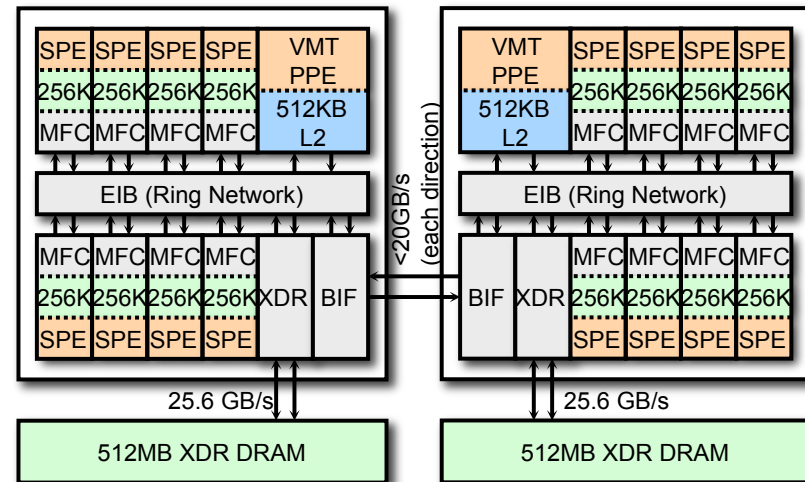 SPE SPE SPE SPE VMT PPE
256K 256K 256K 256K 512KB L2
MFC MFC MFC MFC
EIB (Ring Network)
MFC MFC MFC MFC XDR BIF
256K 256K 256K 256K
SPE SPE SPE SPE
<20GB/s
(each direction)
VMT PPE SPE SPE SPE SPE
512KB L2 256K 256K 256K 256K
MFC MFC MFC MFC
EIB (Ring Network)
BIF XDR MFC MFC MFC MFC
256K 256K 256K 256K
SPE SPE SPE SPE
25.6 GB/s
25.6 GB/s
512MB XDR DRAM
512MB XDR DRAM